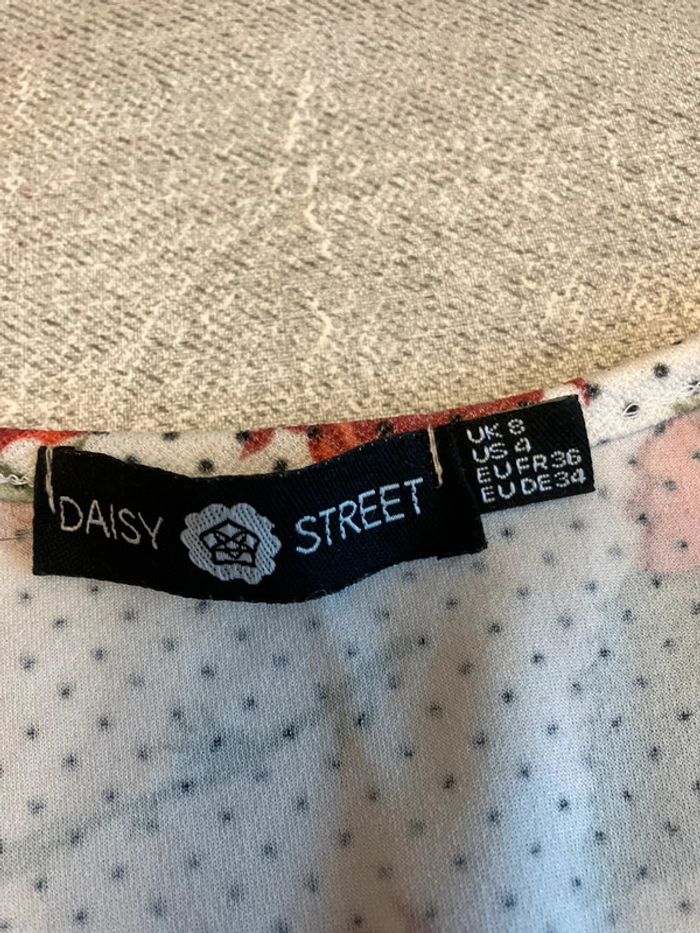 DAISY STREET
UK 8
US 4
EU FR 36
EU DE 34